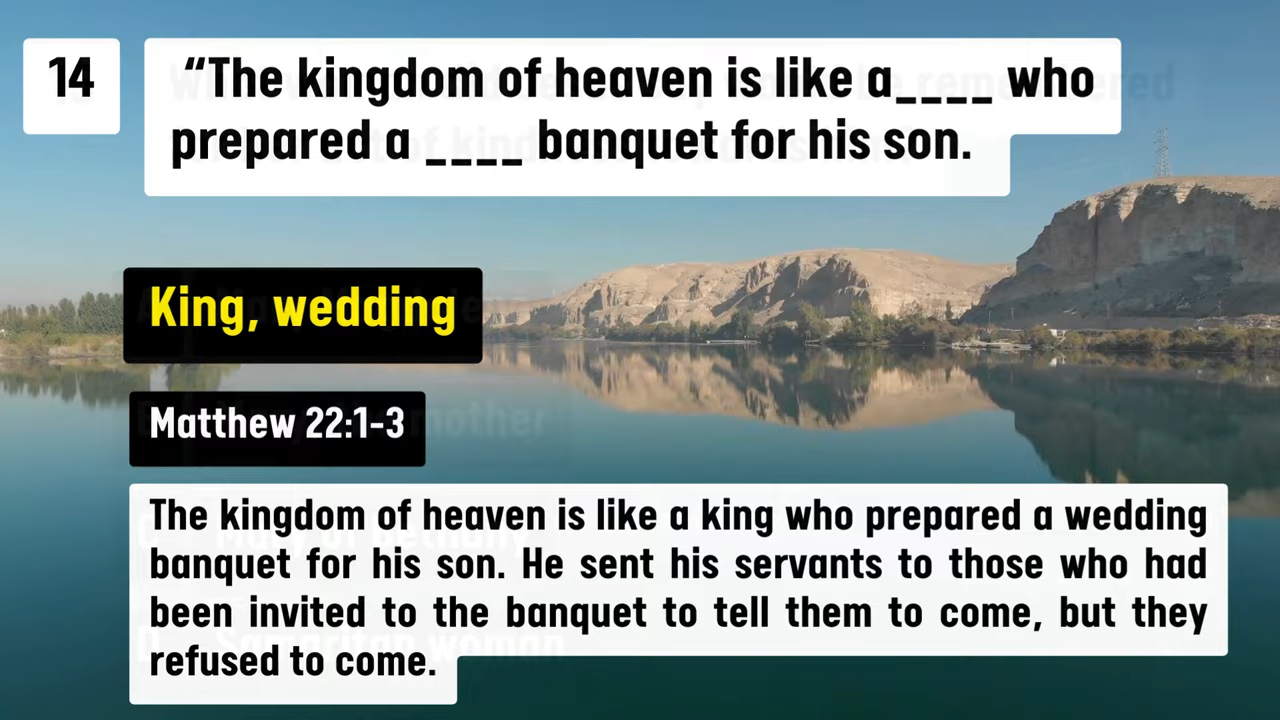 14
“The kingdom of heaven is like a____ who
prepared a ____ banquet for his son.
King, wedding
Matthew 22:1-3
The kingdom of heaven is like a king who prepared a wedding
banquet for his son. He sent his servants to those who had
been invited to the banquet to tell them to come, but they
refused to come.